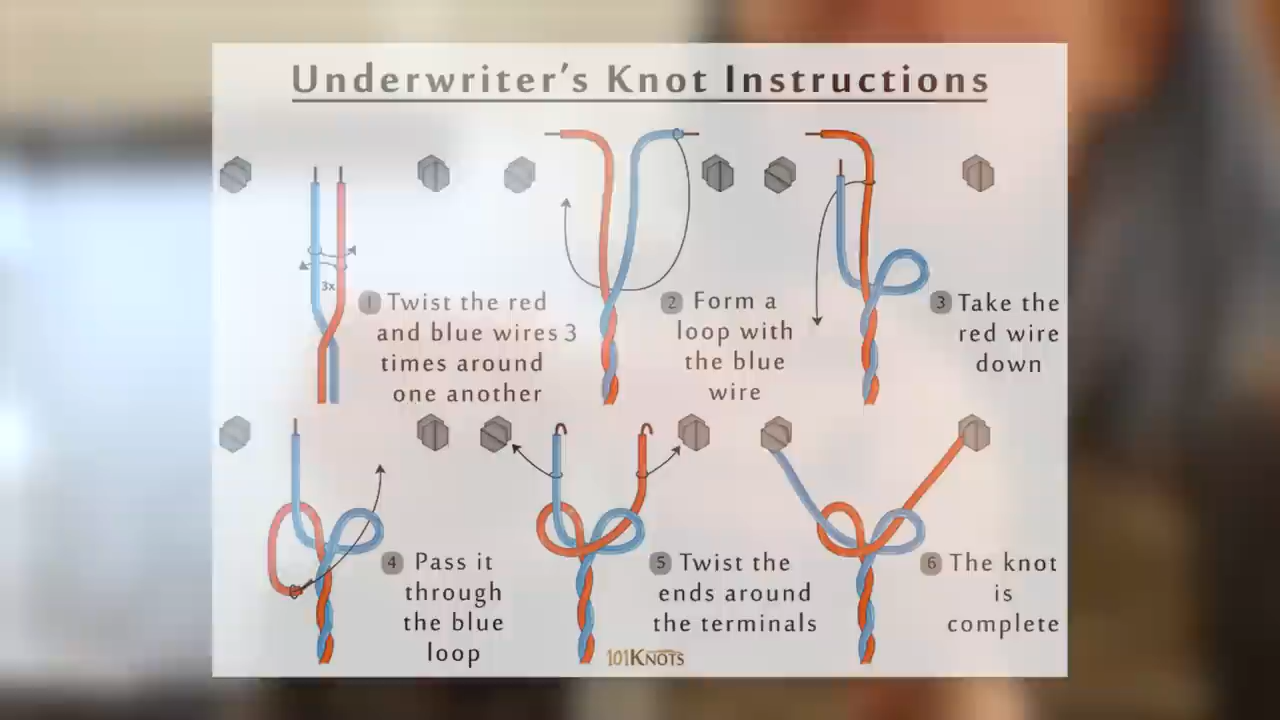 Underwriter's Knot Instructions
3x
1 Twist the red
and blue wires 3
times around
one another
2 Form a
loop with
the blue
wire
3 Take the
red wire
down
4 Pass it
through
the blue
loop
5 Twist the
ends around
the terminals
6 The knot
is
complete
101KNOTS